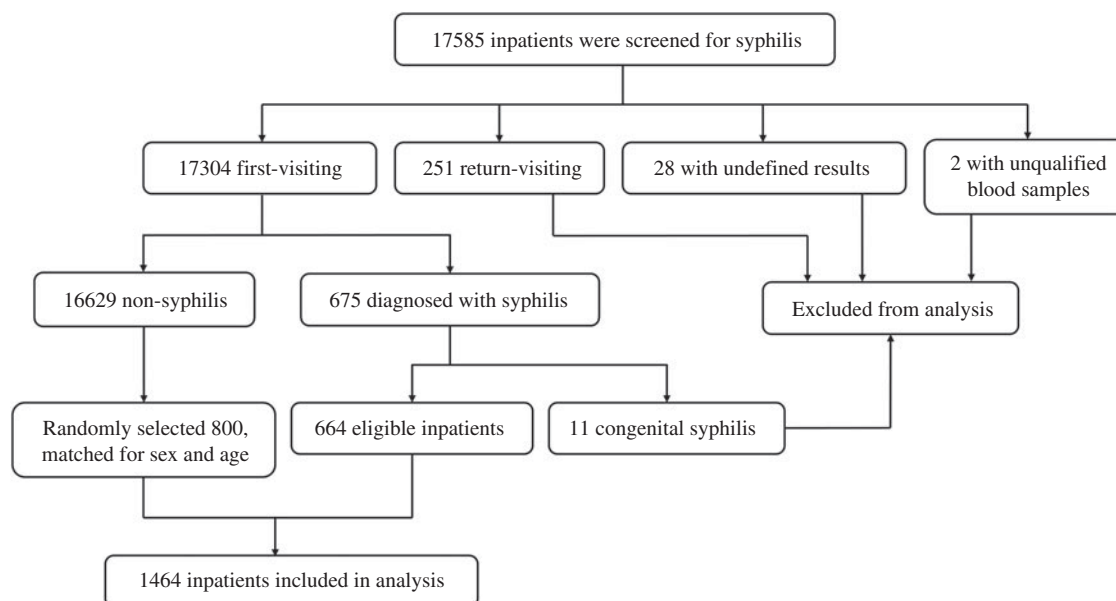 17585 inpatients were screened for syphilis
17304 first-visiting
251 return-visiting
28 with undefined results
2 with unqualified
blood samples
16629 non-syphilis
675 diagnosed with syphilis
Excluded from analysis
Randomly selected 800,
matched for sex and age
664 eligible inpatients
11 congenital syphilis
1464 inpatients included in analysis